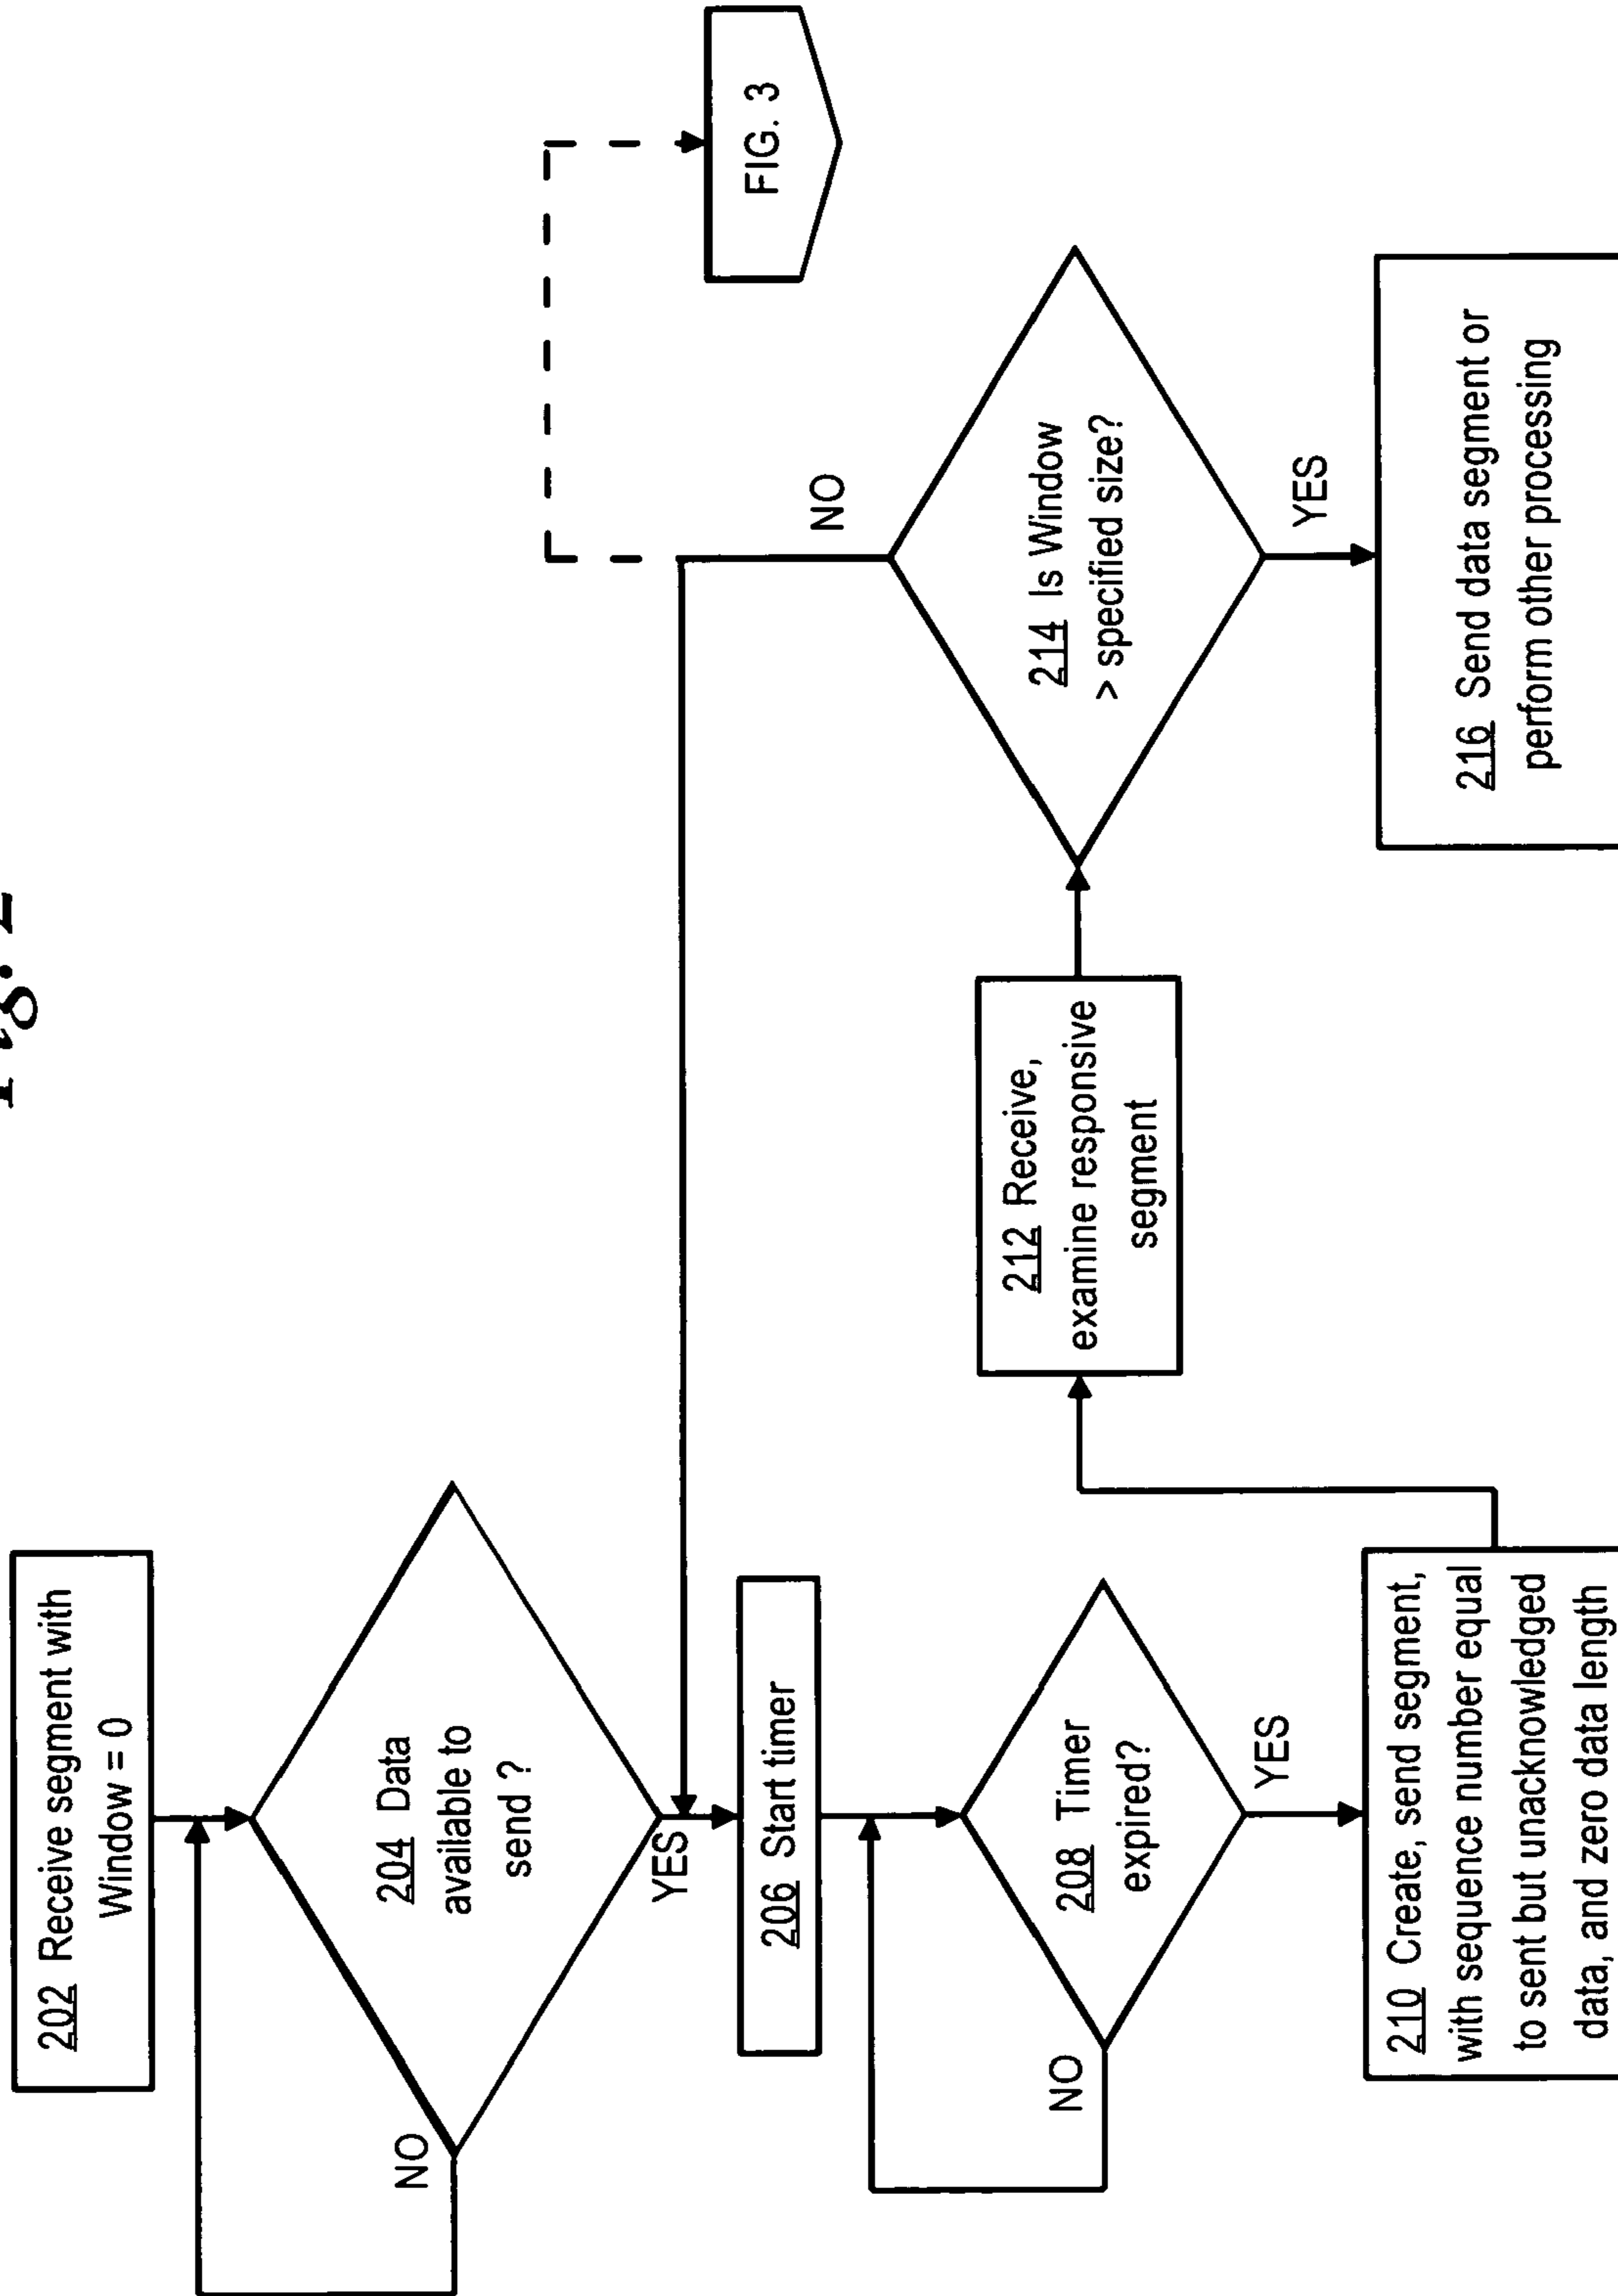 202 Receive segment with
Window = 0
204 Data
available to
send ?
NO
YES
206 Start timer
208 Timer
expired?
NO
YES
210 Create, send segment,
with sequence number equal
to sent but unacknowledged
data, and zero data length
212 Receive,
examine responsive
segment
214 Is Window
> specified size?
NO
YES
FIG. 3
216 Send data segment or
perform other processing